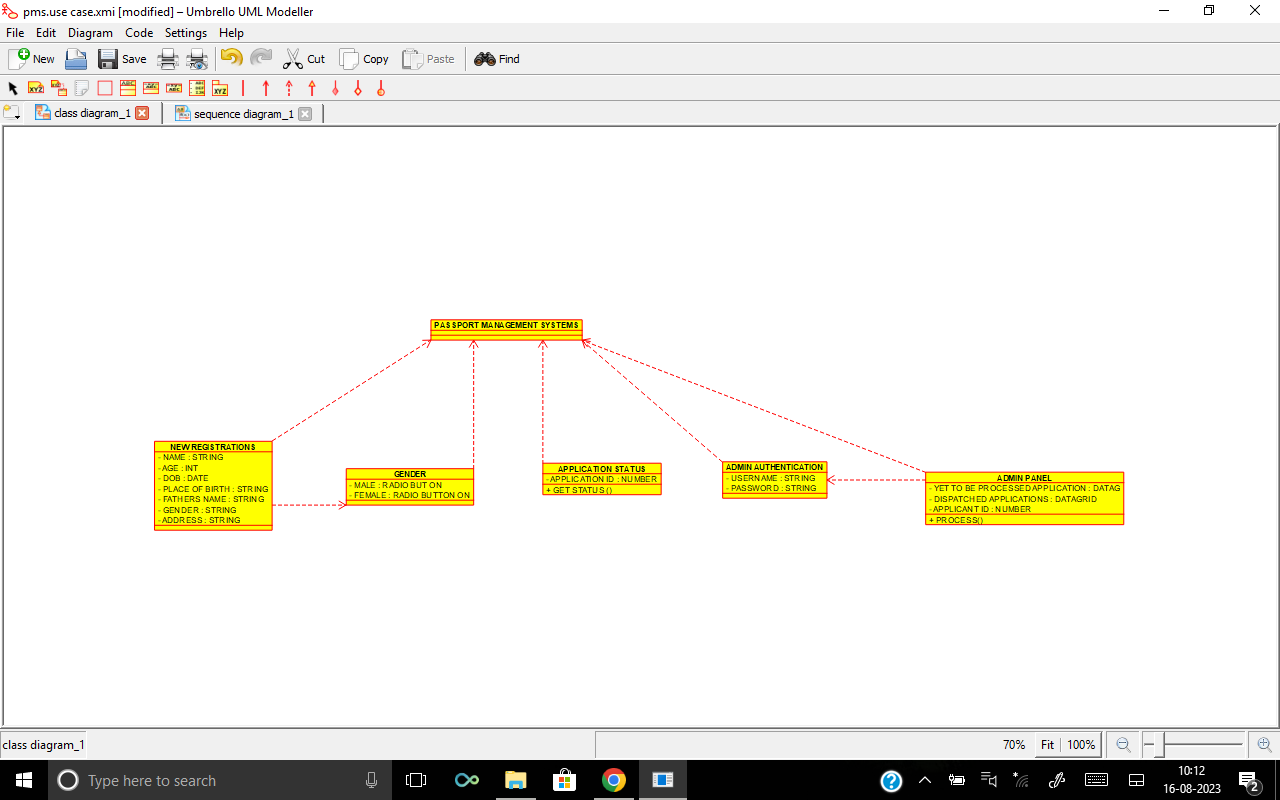 pms.use case.xmi [modified] – Umbrello UML Modeller
File Edit Diagram Code Settings Help
New Save Cut Copy Paste Find
class diagram_1 sequence diagram_1
PASSPORT MANAGEMENT SYSTEMS
NEW REGISTRATIONS
- NAME : STRING
- AGE : INT
- DOB : DATE
- PLACE OF BIRTH : STRING
- FATHERS NAME : STRING
- GENDER : STRING
- ADDRESS : STRING
GENDER
- MALE : RADIO BUT ON
- FEMALE : RADIO BUTTON ON
APPLICATION STATUS
- APPLICATION ID : NUMBER
+ GET STATUS()
ADMIN AUTHENTICATION
- USERNAME : STRING
- PASSWORD : STRING
ADMIN PANEL
- YET TO BE PROCESSED APPLICATION : DATAG
- DISPATCHED APPLICATIONS : DATAGRID
- APPLICANT ID : NUMBER
+ PROCESS()
class diagram_1 70% Fit 100%
Type here to search
10:12
16-08-2023
2